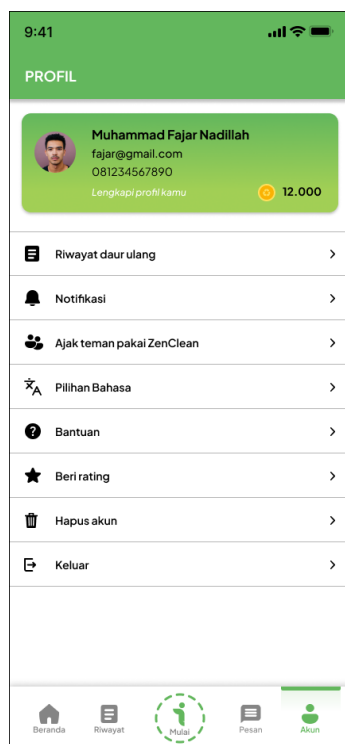 9:41
PROFIL
Muhammad Fajar Nadillah
fajar@gmail.com
081234567890
Lengkapi profil kamu
12.000
Riwayat daur ulang
Notifikasi
Ajak teman pakai ZenClean
Pilihan Bahasa
Bantuan
Beri rating
Hapus akun
Keluar
Beranda
Riwayat
Mulai
Pesan
Akun